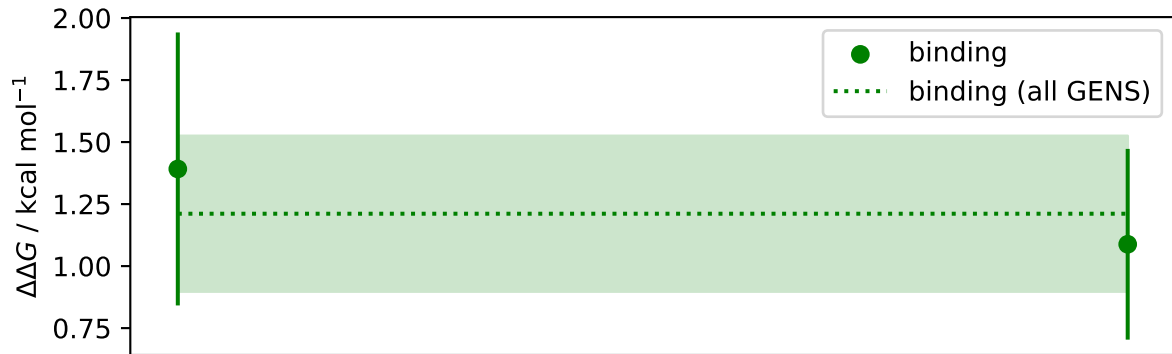 2.00
1.75
1.50
1.25
1.00
0.75
ΔΔG / kcal mol⁻¹
binding
binding (all GENS)